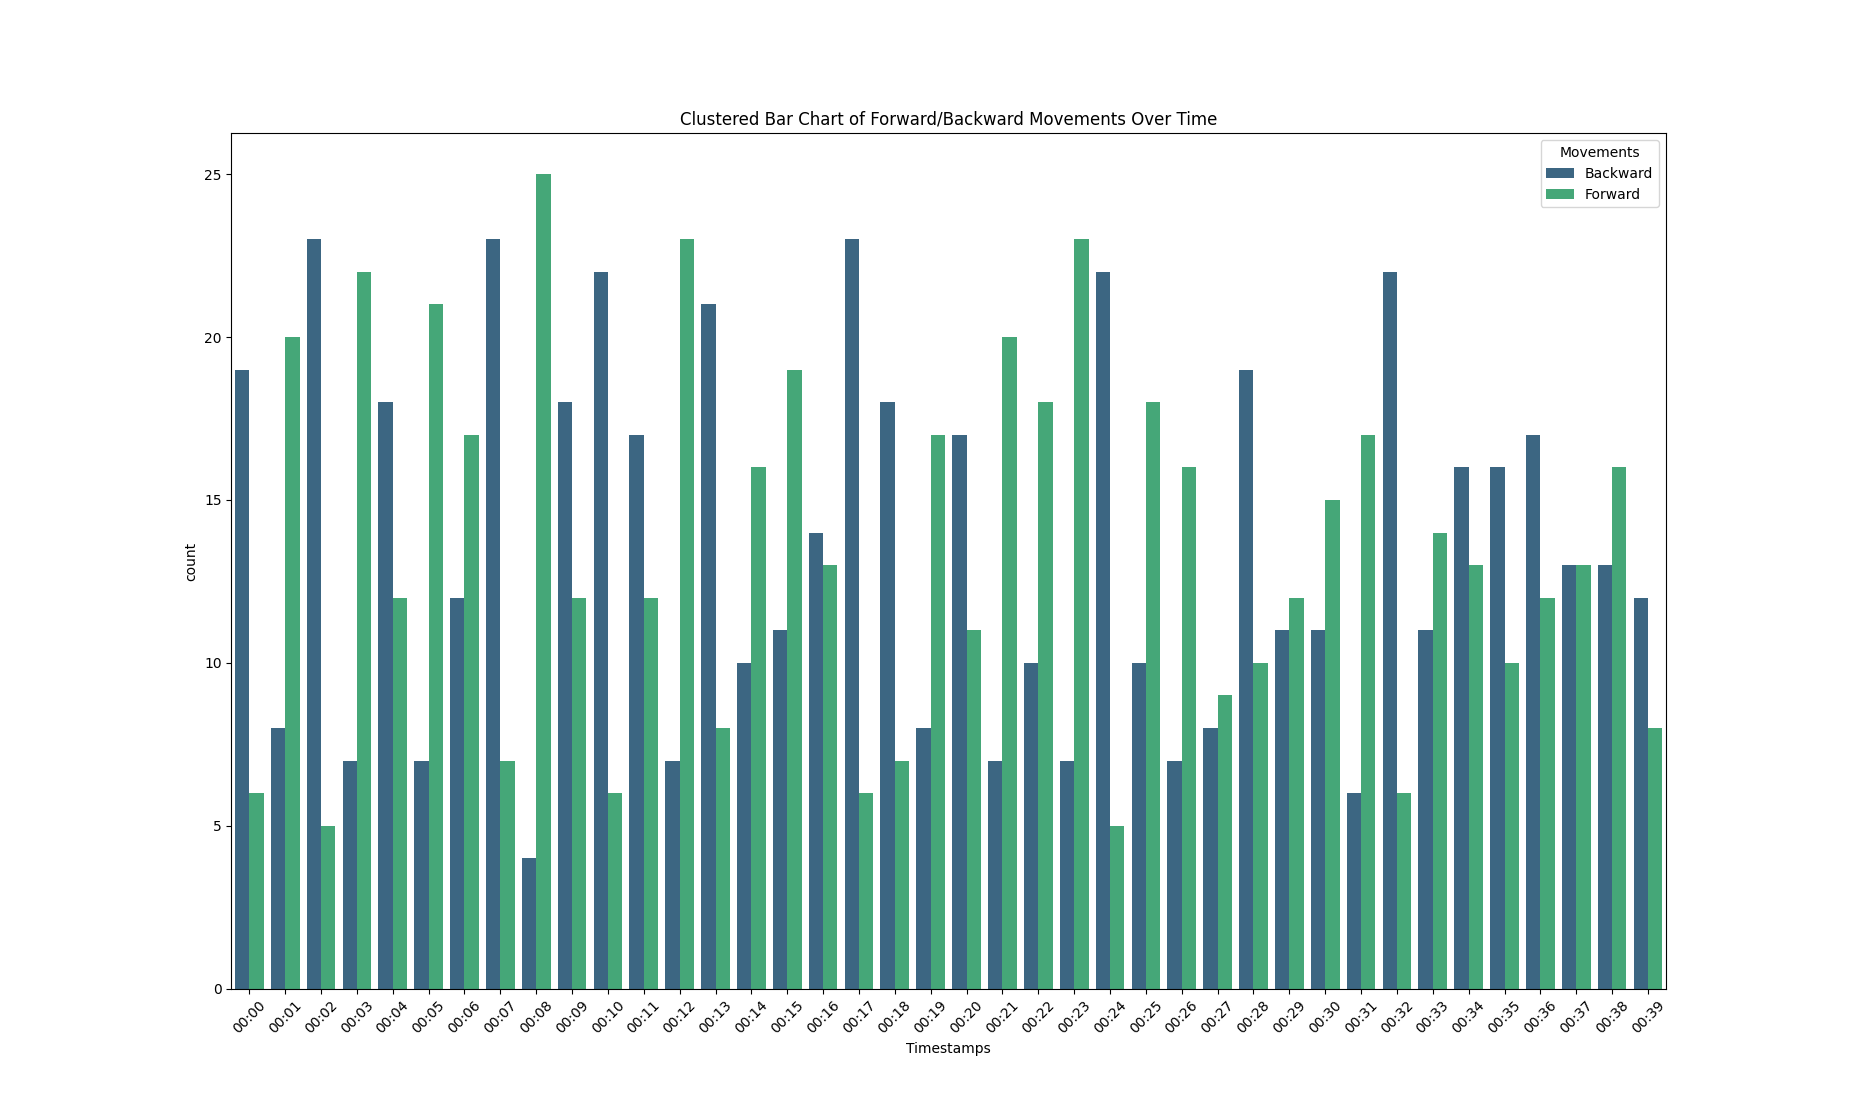 Clustered Bar Chart of Forward/Backward Movements Over Time
Movements
Backward
Forward
25
20
15
10
5
0
count
00:00 00:01 00:02 00:03 00:04 00:05 00:06 00:07 00:08 00:09 00:10 00:11 00:12 00:13 00:14 00:15 00:16 00:17 00:18 00:19 00:20 00:21 00:22 00:23 00:24 00:25 00:26 00:27 00:28 00:29 00:30 00:31 00:32 00:33 00:34 00:35 00:36 00:37 00:38 00:39
Timestamps